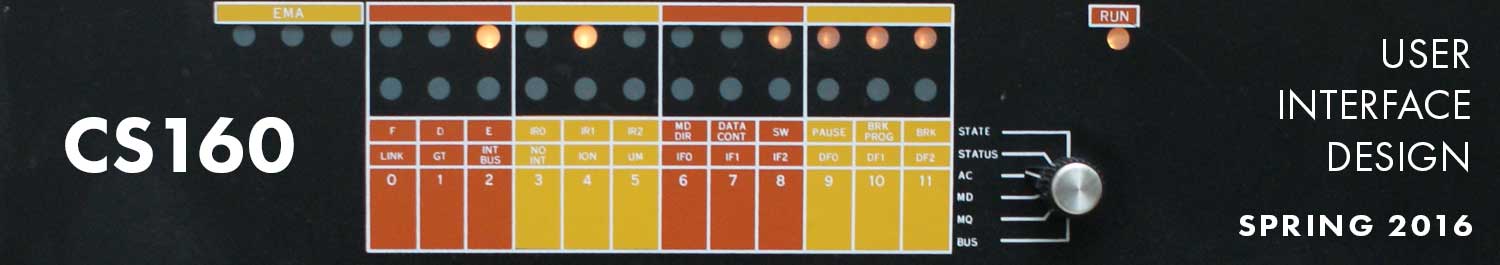 EMA
RUN
CS160
USER
INTERFACE
DESIGN
SPRING 2016
F D E IR0 IR1 IR2 MD DIR DATA CONT SW PAUSE BRK PROG BRK
LINK GT INT BUS NO INT ION UM IF0 IF1 IF2 DF0 DF1 DF2
0 1 2 3 4 5 6 7 8 9 10 11
STATE
STATUS
AC
MD
MQ
BUS